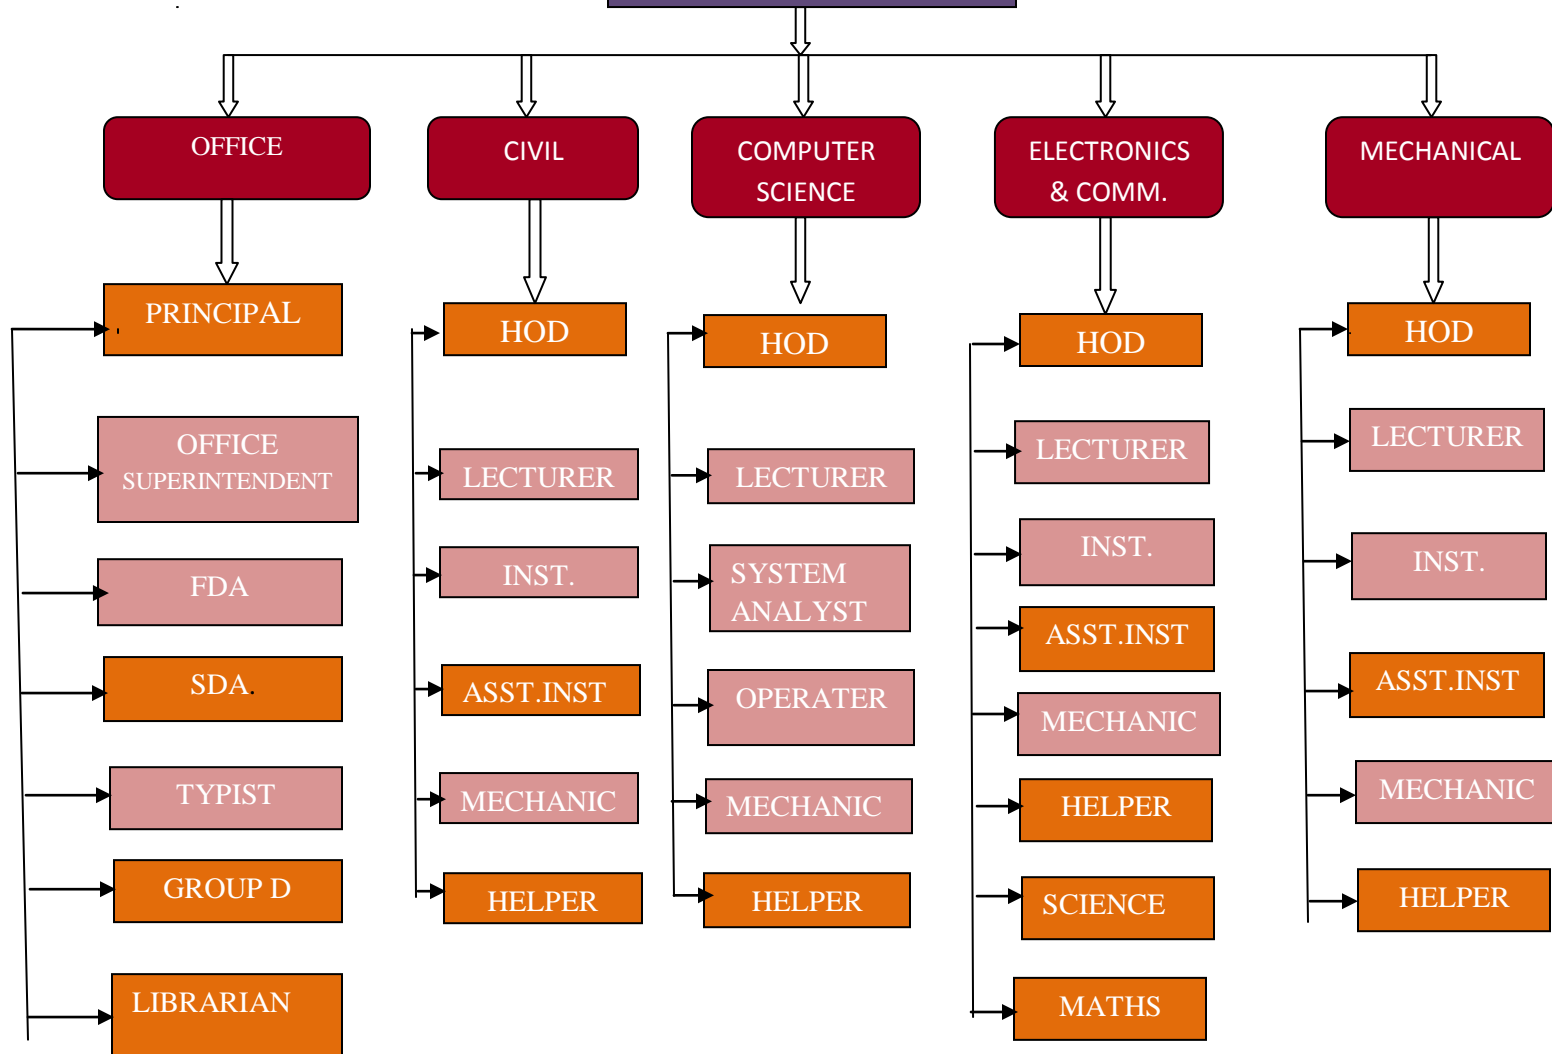 OFFICE
CIVIL
COMPUTER
SCIENCE
ELECTRONICS
& COMM.
MECHANICAL
PRINCIPAL
OFFICE
SUPERINTENDENT
FDA
SDA.
TYPIST
GROUP D
LIBRARIAN
HOD
LECTURER
INST.
ASST.INST
MECHANIC
HELPER
HOD
LECTURER
SYSTEM
ANALYST
OPERATER
MECHANIC
HELPER
HOD
LECTURER
INST.
ASST.INST
MECHANIC
HELPER
SCIENCE
MATHS
HOD
LECTURER
INST.
ASST.INST
MECHANIC
HELPER